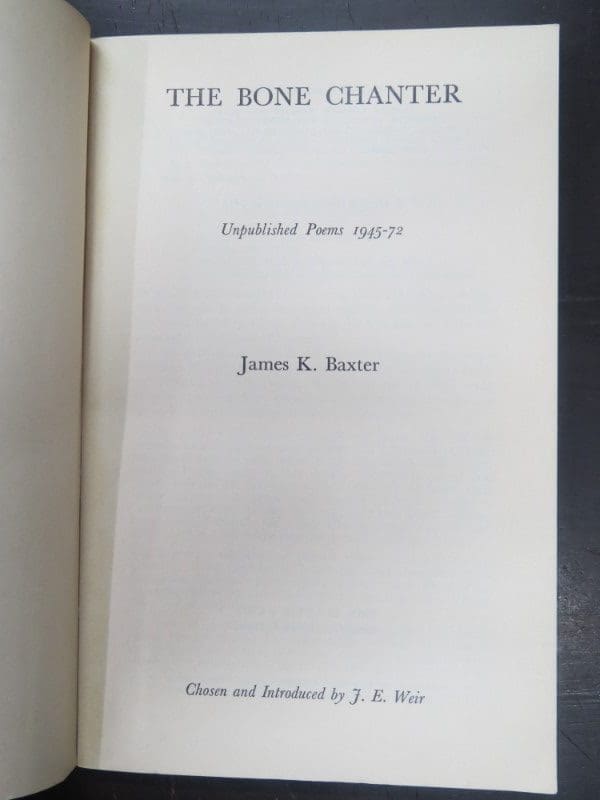 THE BONE CHANTER
Unpublished Poems 1945-72
James K. Baxter
Chosen and Introduced by J. E. Weir